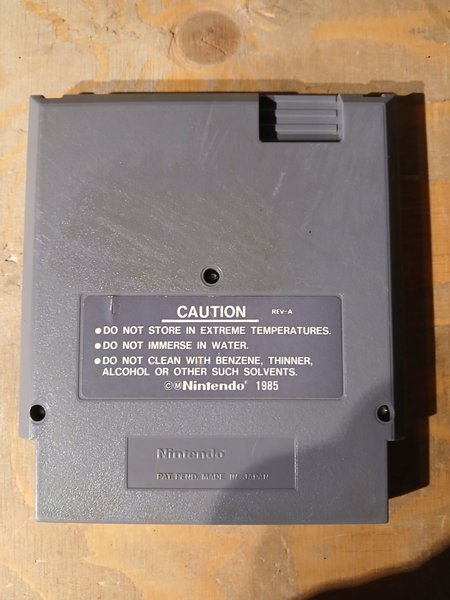 CAUTION REV-A
•DO NOT STORE IN EXTREME TEMPERATURES.
•DO NOT IMMERSE IN WATER.
•DO NOT CLEAN WITH BENZENE, THINNER,
ALCOHOL OR OTHER SUCH SOLVENTS.
©ⓂNintendo® 1985
Nintendo®
PAT. PEND. MADE IN JAPAN